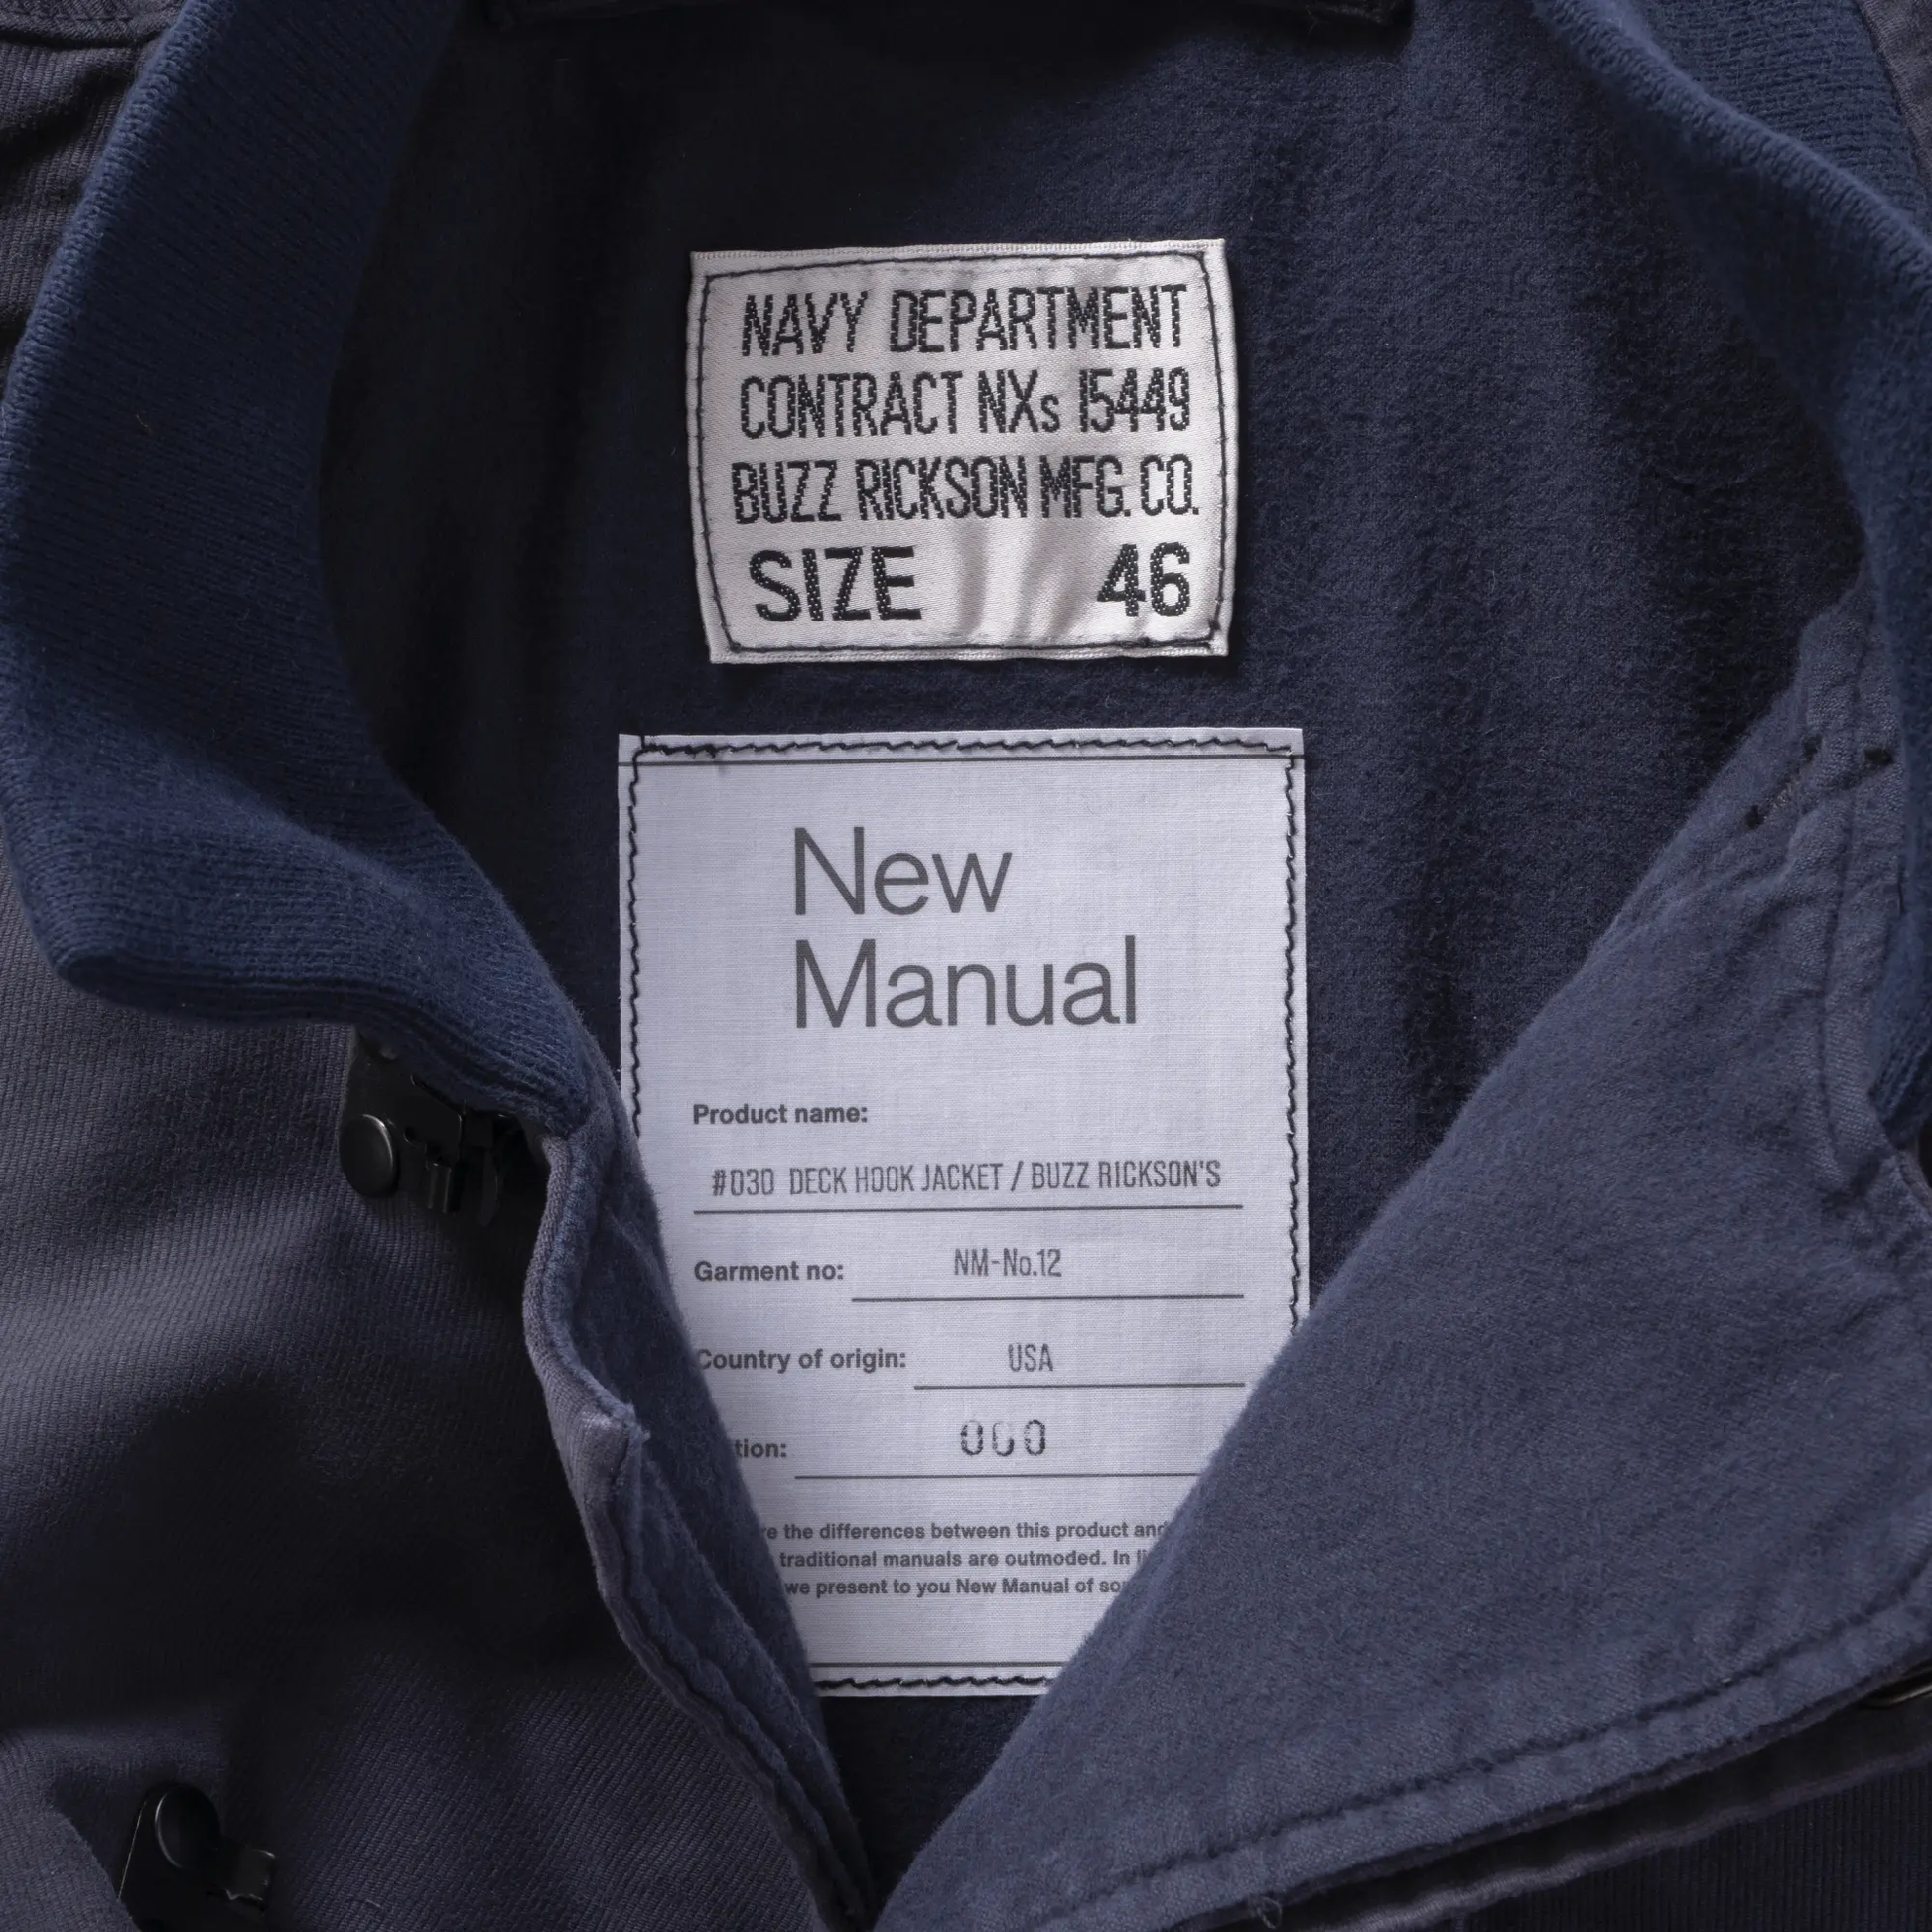 NAVY DEPARTMENT
CONTRACT NXs 15449
BUZZ RICKSON MFG. CO.
SIZE 46
New
Manual
Product name:
#030 DECK HOOK JACKET / BUZZ RICKSON'S
Garment no: NM-No.12
Country of origin: USA
000
the differences between this product and
traditional manuals are outmoded. In
we present to you New Manual of